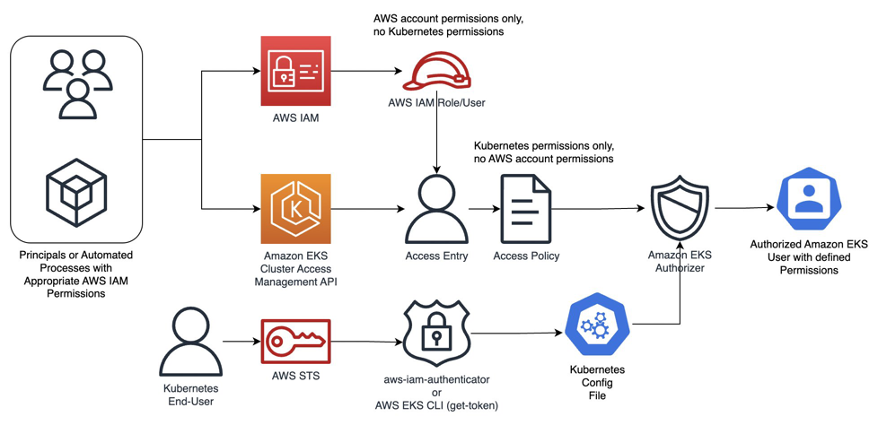 AWS account permissions only,
no Kubernetes permissions
AWS IAM
AWS IAM Role/User
Kubernetes permissions only,
no AWS account permissions
K
Principals or Automated
Processes with
Appropriate AWS IAM
Permissions
Amazon EKS
Cluster Access
Management API
Access Entry
Access Policy
Amazon EKS
Authorizer
Authorized Amazon EKS
User with defined
Permissions
Kubernetes
End-User
AWS STS
aws-iam-authenticator
or
AWS EKS CLI (get-token)
Kubernetes
Config
File